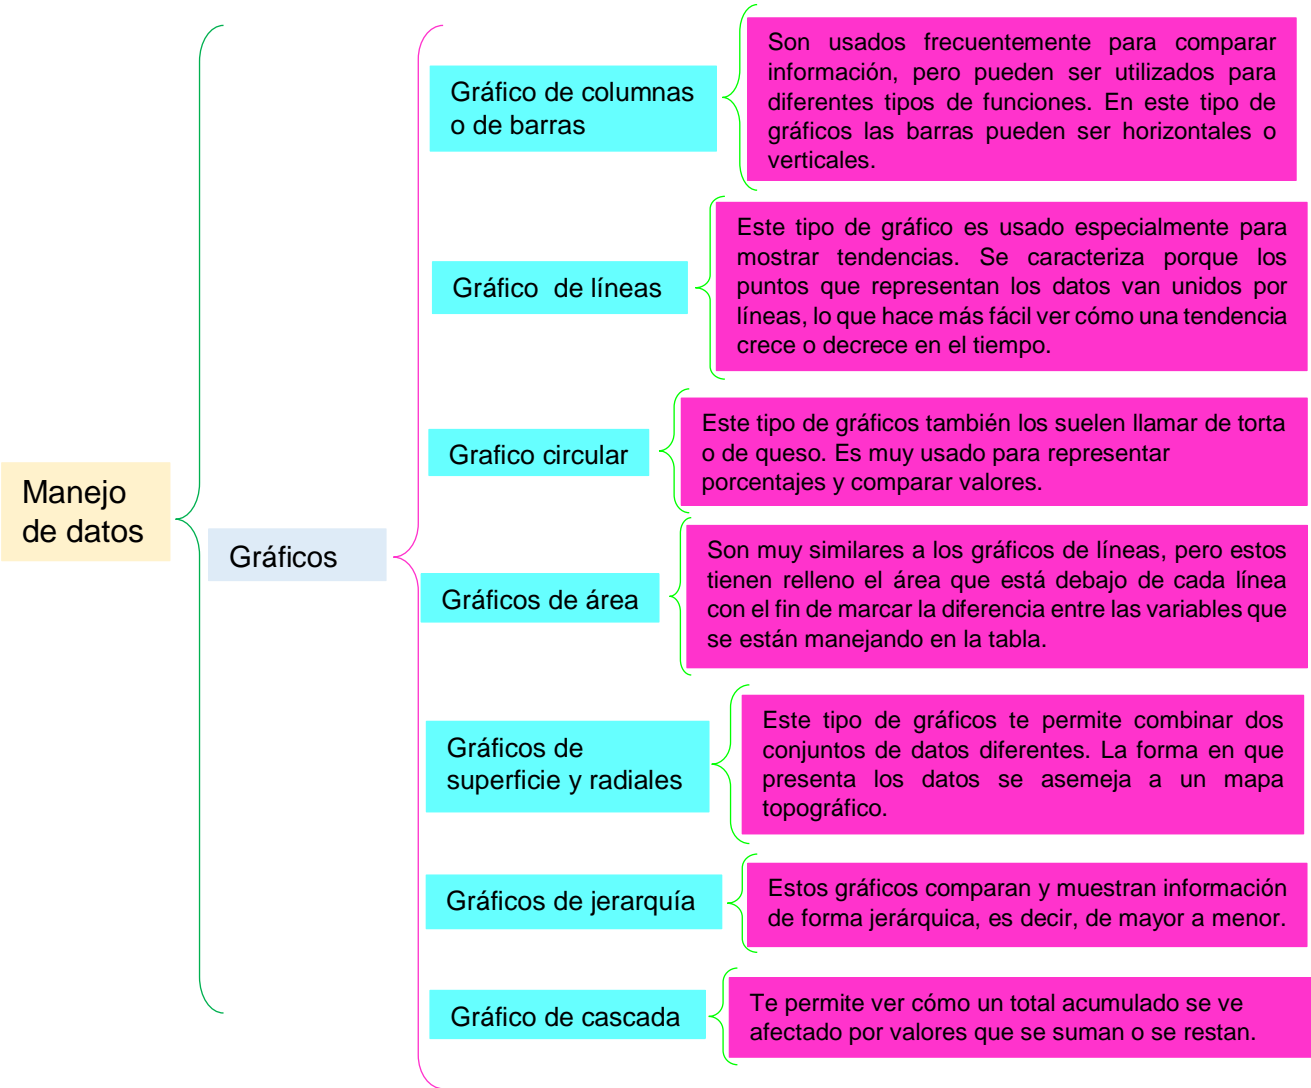 Manejo
de datos
Gráficos
Gráfico de columnas
o de barras
Son usados frecuentemente para comparar
información, pero pueden ser utilizados para
diferentes tipos de funciones. En este tipo de
gráficos las barras pueden ser horizontales o
verticales.
Gráfico de líneas
Este tipo de gráfico es usado especialmente para
mostrar tendencias. Se caracteriza porque los
puntos que representan los datos van unidos por
líneas, lo que hace más fácil ver cómo una tendencia
crece o decrece en el tiempo.
Grafico circular
Este tipo de gráficos también los suelen llamar de torta
o de queso. Es muy usado para representar
porcentajes y comparar valores.
Gráficos de área
Son muy similares a los gráficos de líneas, pero estos
tienen relleno el área que está debajo de cada línea
con el fin de marcar la diferencia entre las variables que
se están manejando en la tabla.
Gráficos de
superficie y radiales
Este tipo de gráficos te permite combinar dos
conjuntos de datos diferentes. La forma en que
presenta los datos se asemeja a un mapa
topográfico.
Gráficos de jerarquía
Estos gráficos comparan y muestran información
de forma jerárquica, es decir, de mayor a menor.
Gráfico de cascada
Te permite ver cómo un total acumulado se ve
afectado por valores que se suman o se restan.